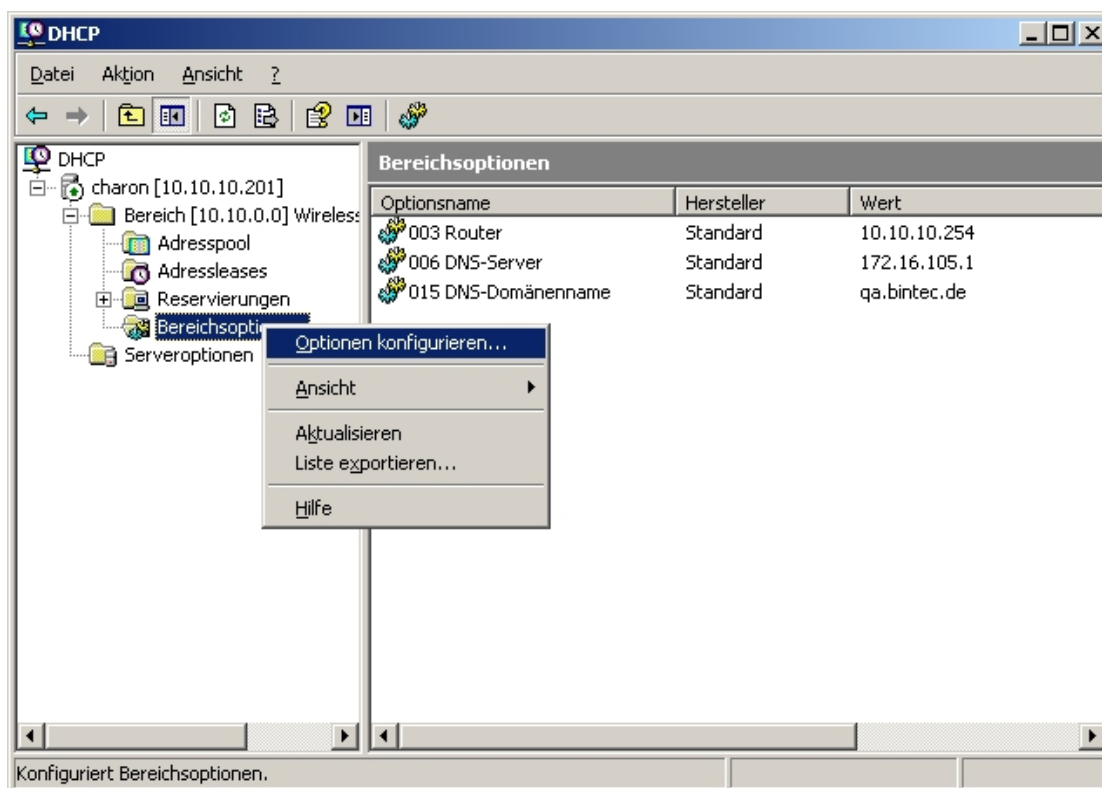 DHCP
Datei Aktion Ansicht ?
DHCP
charon [10.10.10.201]
Bereich [10.10.0.0] Wireless
Adresspool
Adressleases
Reservierungen
Bereichsoptio
Serveroptionen
Bereichsoptionen
Optionsname Hersteller Wert
003 Router Standard 10.10.10.254
006 DNS-Server Standard 172.16.105.1
015 DNS-Domänenname Standard qa.bintec.de
Optionen konfigurieren...
Ansicht
Aktualisieren
Liste exportieren...
Hilfe
Konfiguriert Bereichsoptionen.